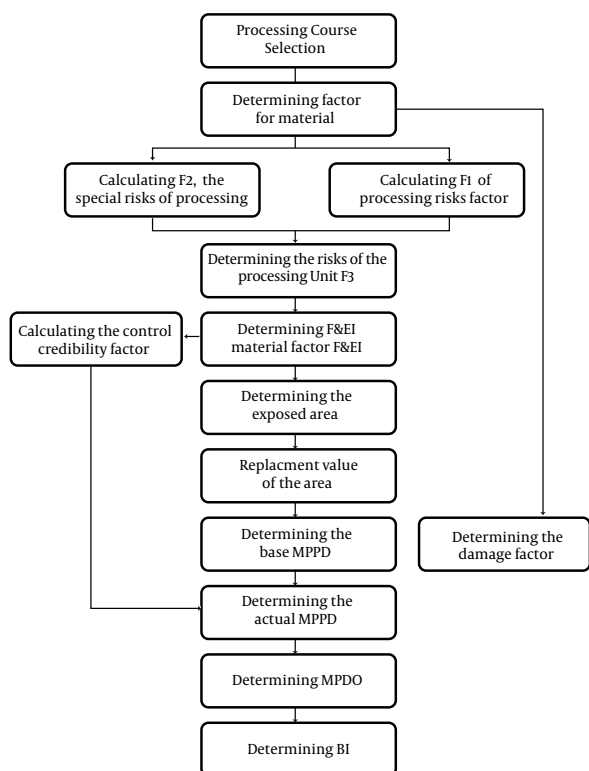 Processing Course
Selection
Determining factor
for material
Calculating F2, the
special risks of processing
Calculating F1 of
processing risks factor
Determining the risks of the
processing Unit F3
Calculating the control
credibility factor
Determining F&EI
material factor F&EI
Determining the
exposed area
Replacment value
of the area
Determining the
base MPPD
Determining the
damage factor
Determining the
actual MPPD
Determining MPDO
Determining BI